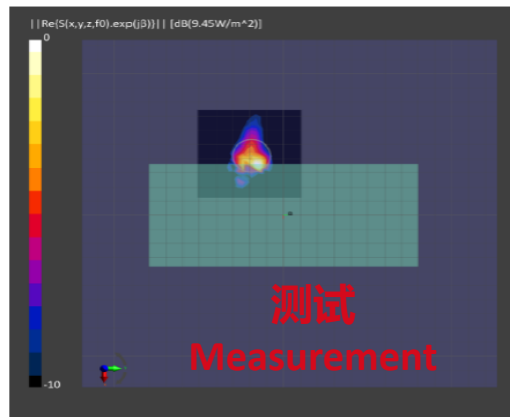 ||Re{S(x,y,z,f0).exp(jβ)}|| [dB(9.45W/m^2)]
0
-10
测试
Measurement